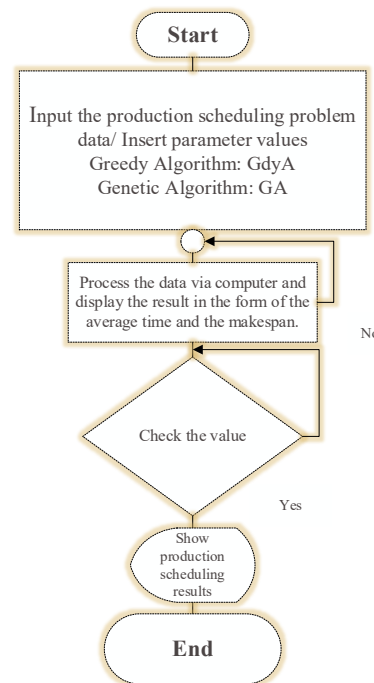 Start
Input the production scheduling problem
data/ Insert parameter values
Greedy Algorithm: GdyA
Genetic Algorithm: GA
Process the data via computer and
display the result in the form of the
average time and the makespan.
No
Check the value
Yes
Show
production
scheduling
results
End